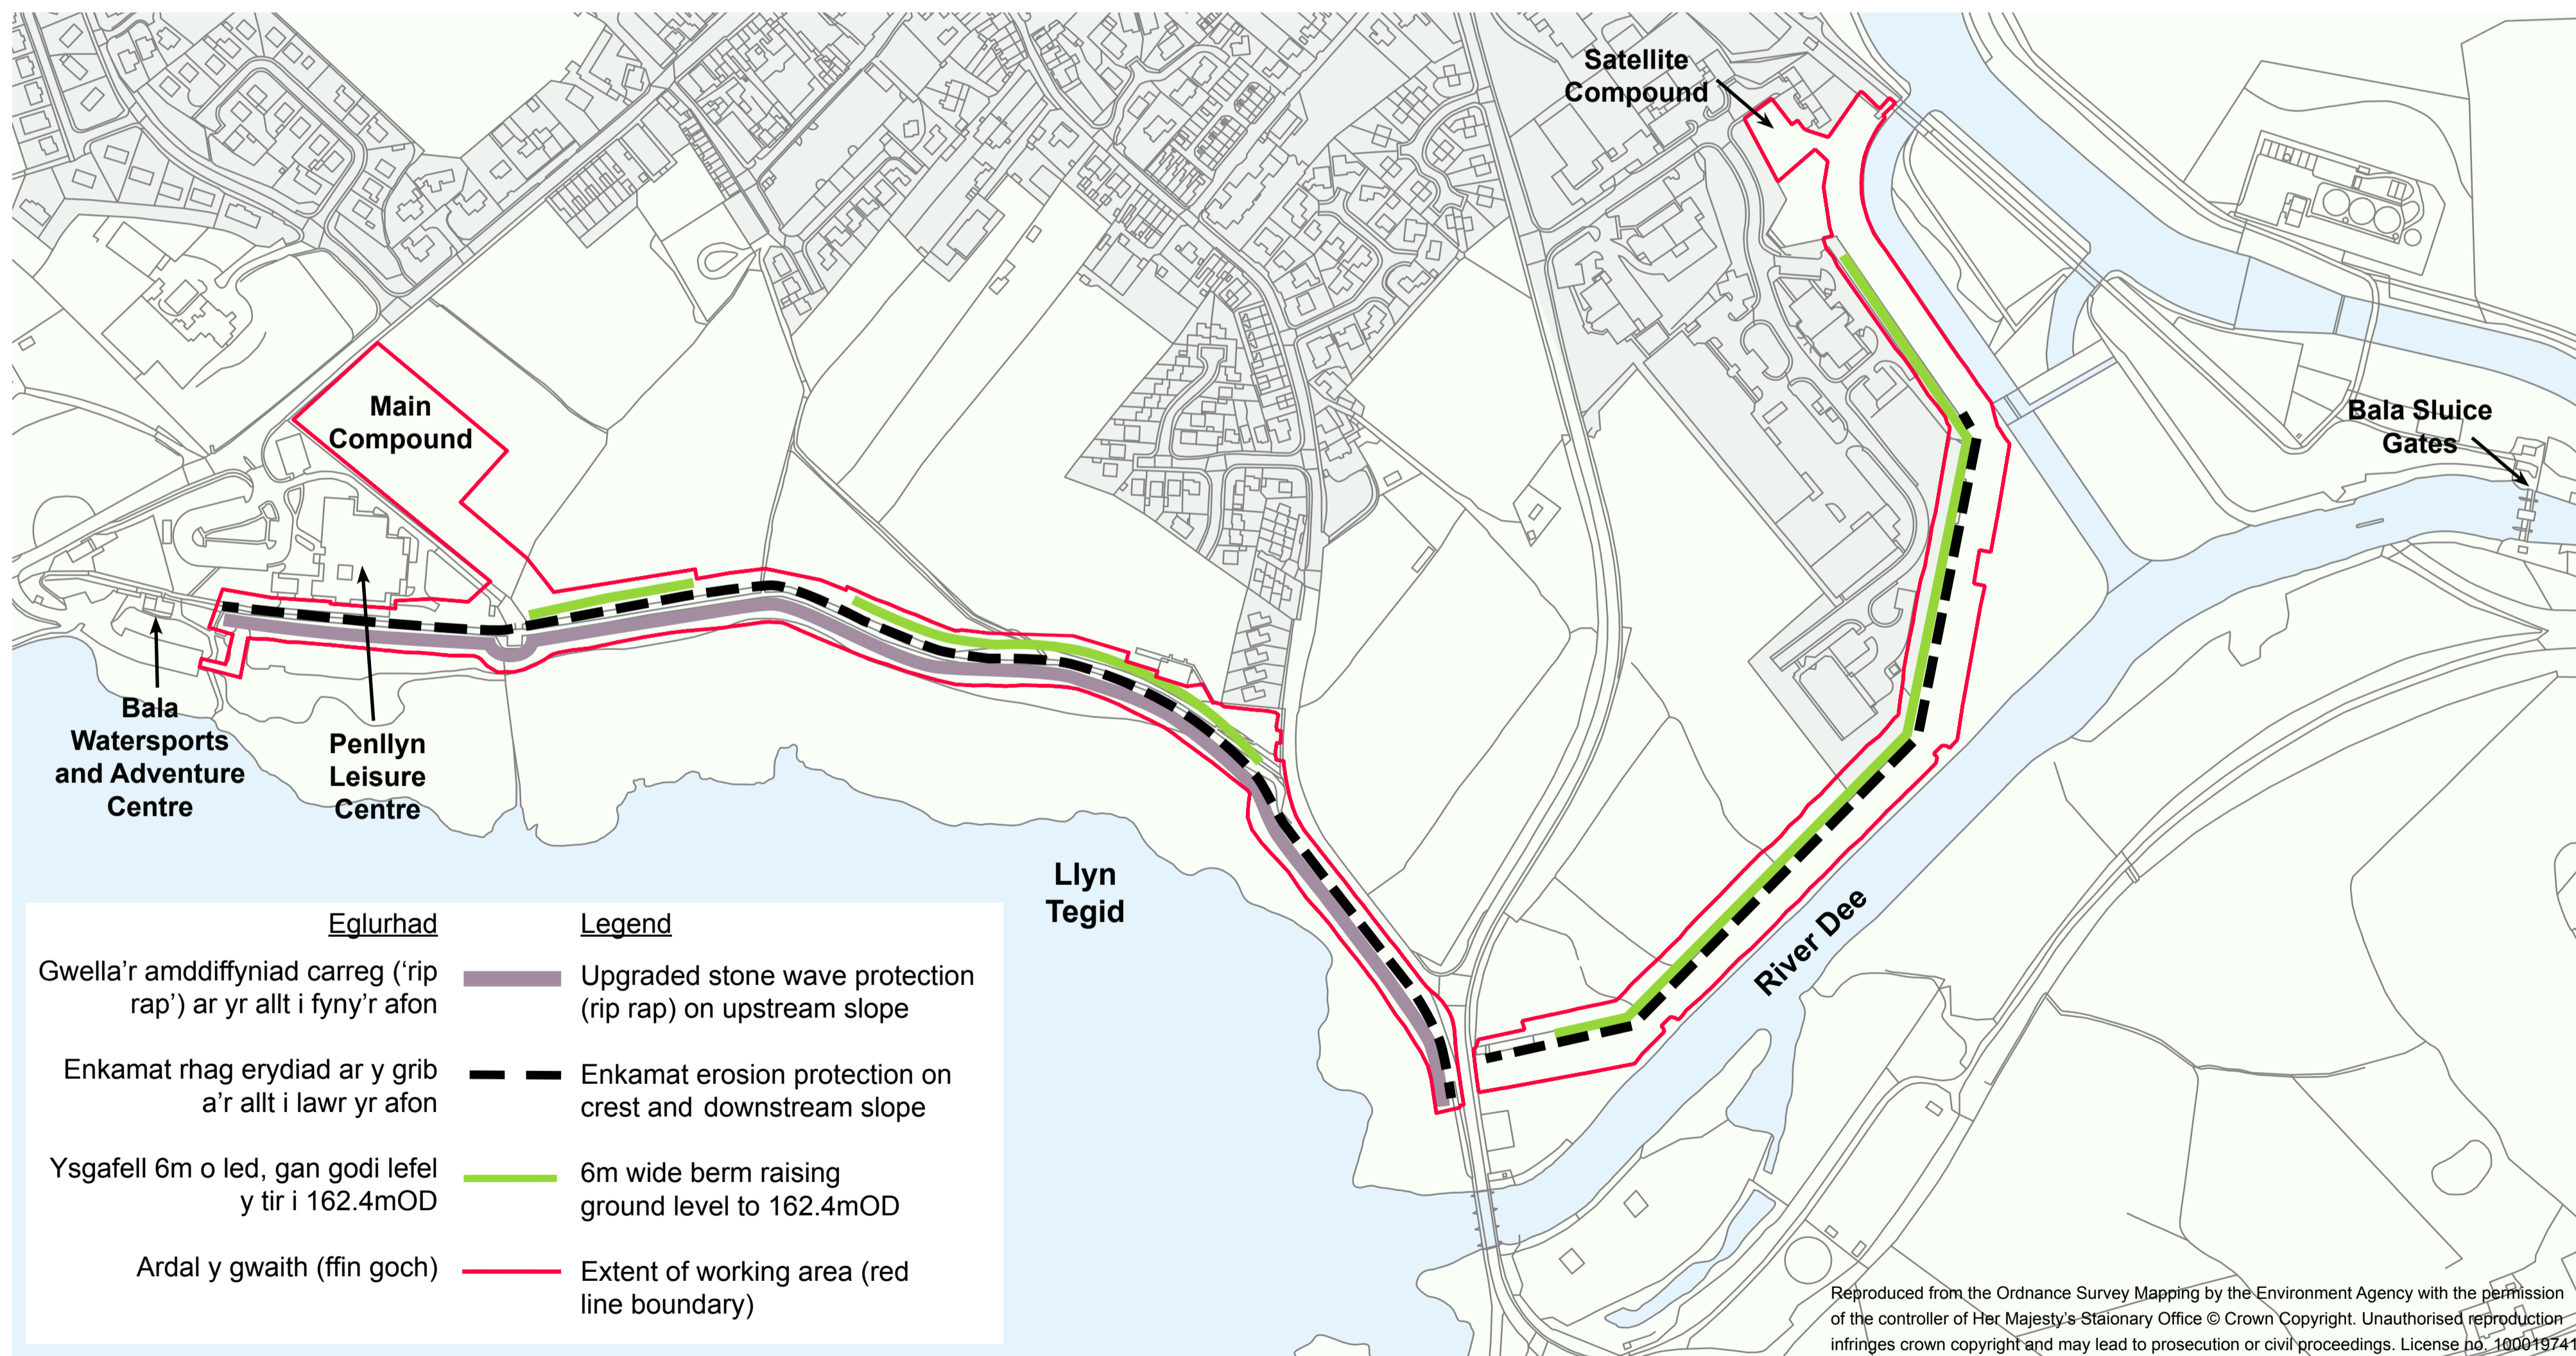 Satellite
Compound
Main
Compound
Bala Sluice
Gates
Bala
Watersports
and Adventure
Centre
Penllyn
Leisure
Centre
Llyn
Tegid
River Dee
Eglurhad
Legend
Gwella’r amddiffyniad carreg (‘rip
rap’) ar yr allt i fyny’r afon
Upgraded stone wave protection
(rip rap) on upstream slope
Enkamat rhag erydiad ar y grib
a’r allt i lawr yr afon
Enkamat erosion protection on
crest and downstream slope
Ysgafell 6m o led, gan godi lefel
y tir i 162.4mOD
6m wide berm raising
ground level to 162.4mOD
Ardal y gwaith (ffin goch)
Extent of working area (red
line boundary)
Reproduced from the Ordnance Survey Mapping by the Environment Agency with the permission
of the controller of Her Majesty’s Staionary Office © Crown Copyright. Unauthorised reproduction
infringes crown copyright and may lead to prosecution or civil proceedings. License no. 100019741